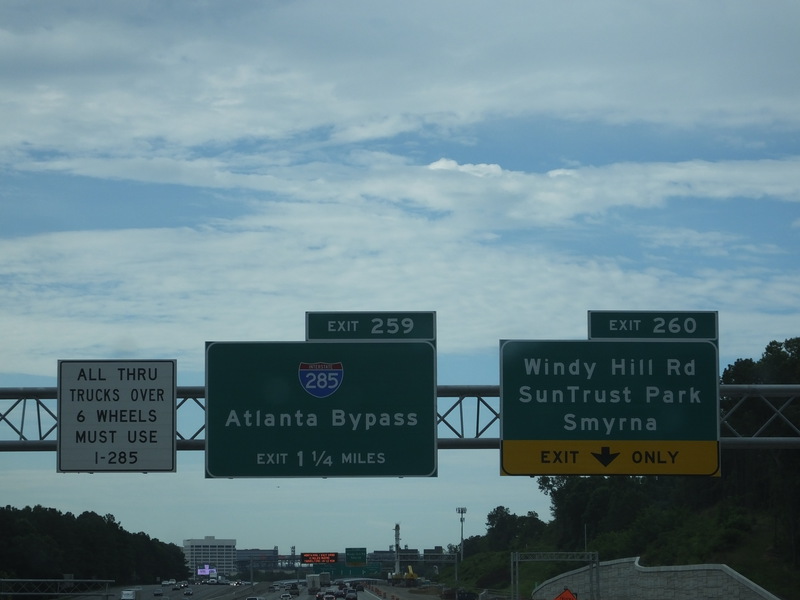 ALL THRU
TRUCKS OVER
6 WHEELS
MUST USE
I-285
EXIT 259
INTERSTATE
285
Atlanta Bypass
EXIT 1 1/4 MILES
EXIT 260
Windy Hill Rd
SunTrust Park
Smyrna
EXIT ONLY